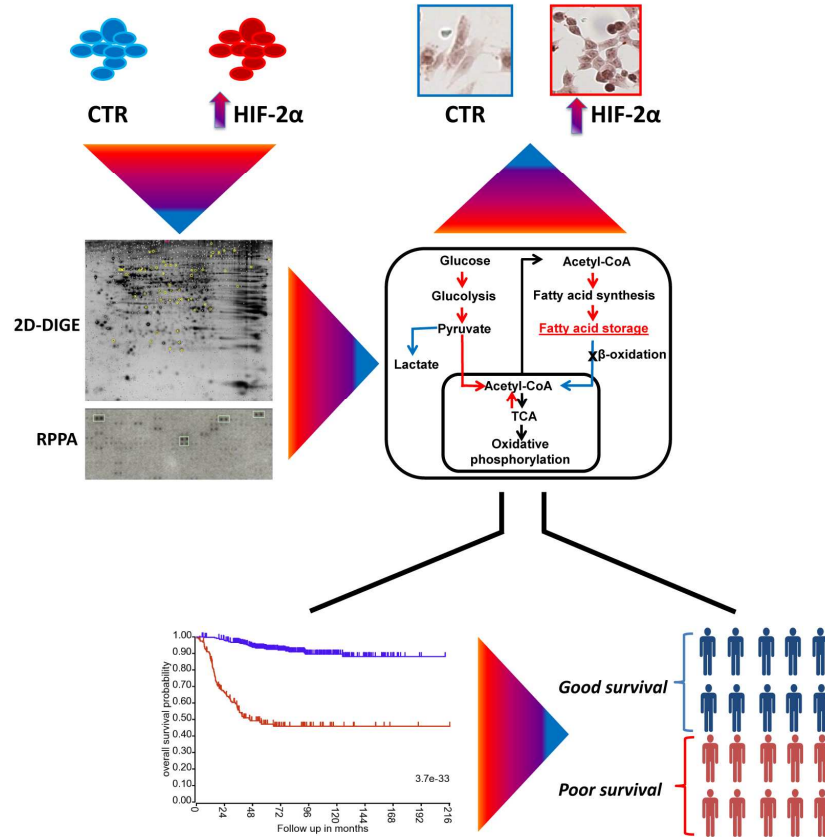 CTR
HIF-2α
CTR
HIF-2α
2D-DIGE
RPPA
Glucose
Glucolysis
Pyruvate
Lactate
Acetyl-CoA
Fatty acid synthesis
Fatty acid storage
xβ-oxidation
Acetyl-CoA
TCA
Oxidative
phosphorylation
overall survival probability
1.00
0.90
0.80
0.70
0.60
0.50
0.40
0.30
0.20
0.10
0.00
3.7e-33
0 24 48 72 96 120 144 168 192 216
Follow up in months
Good survival
Poor survival